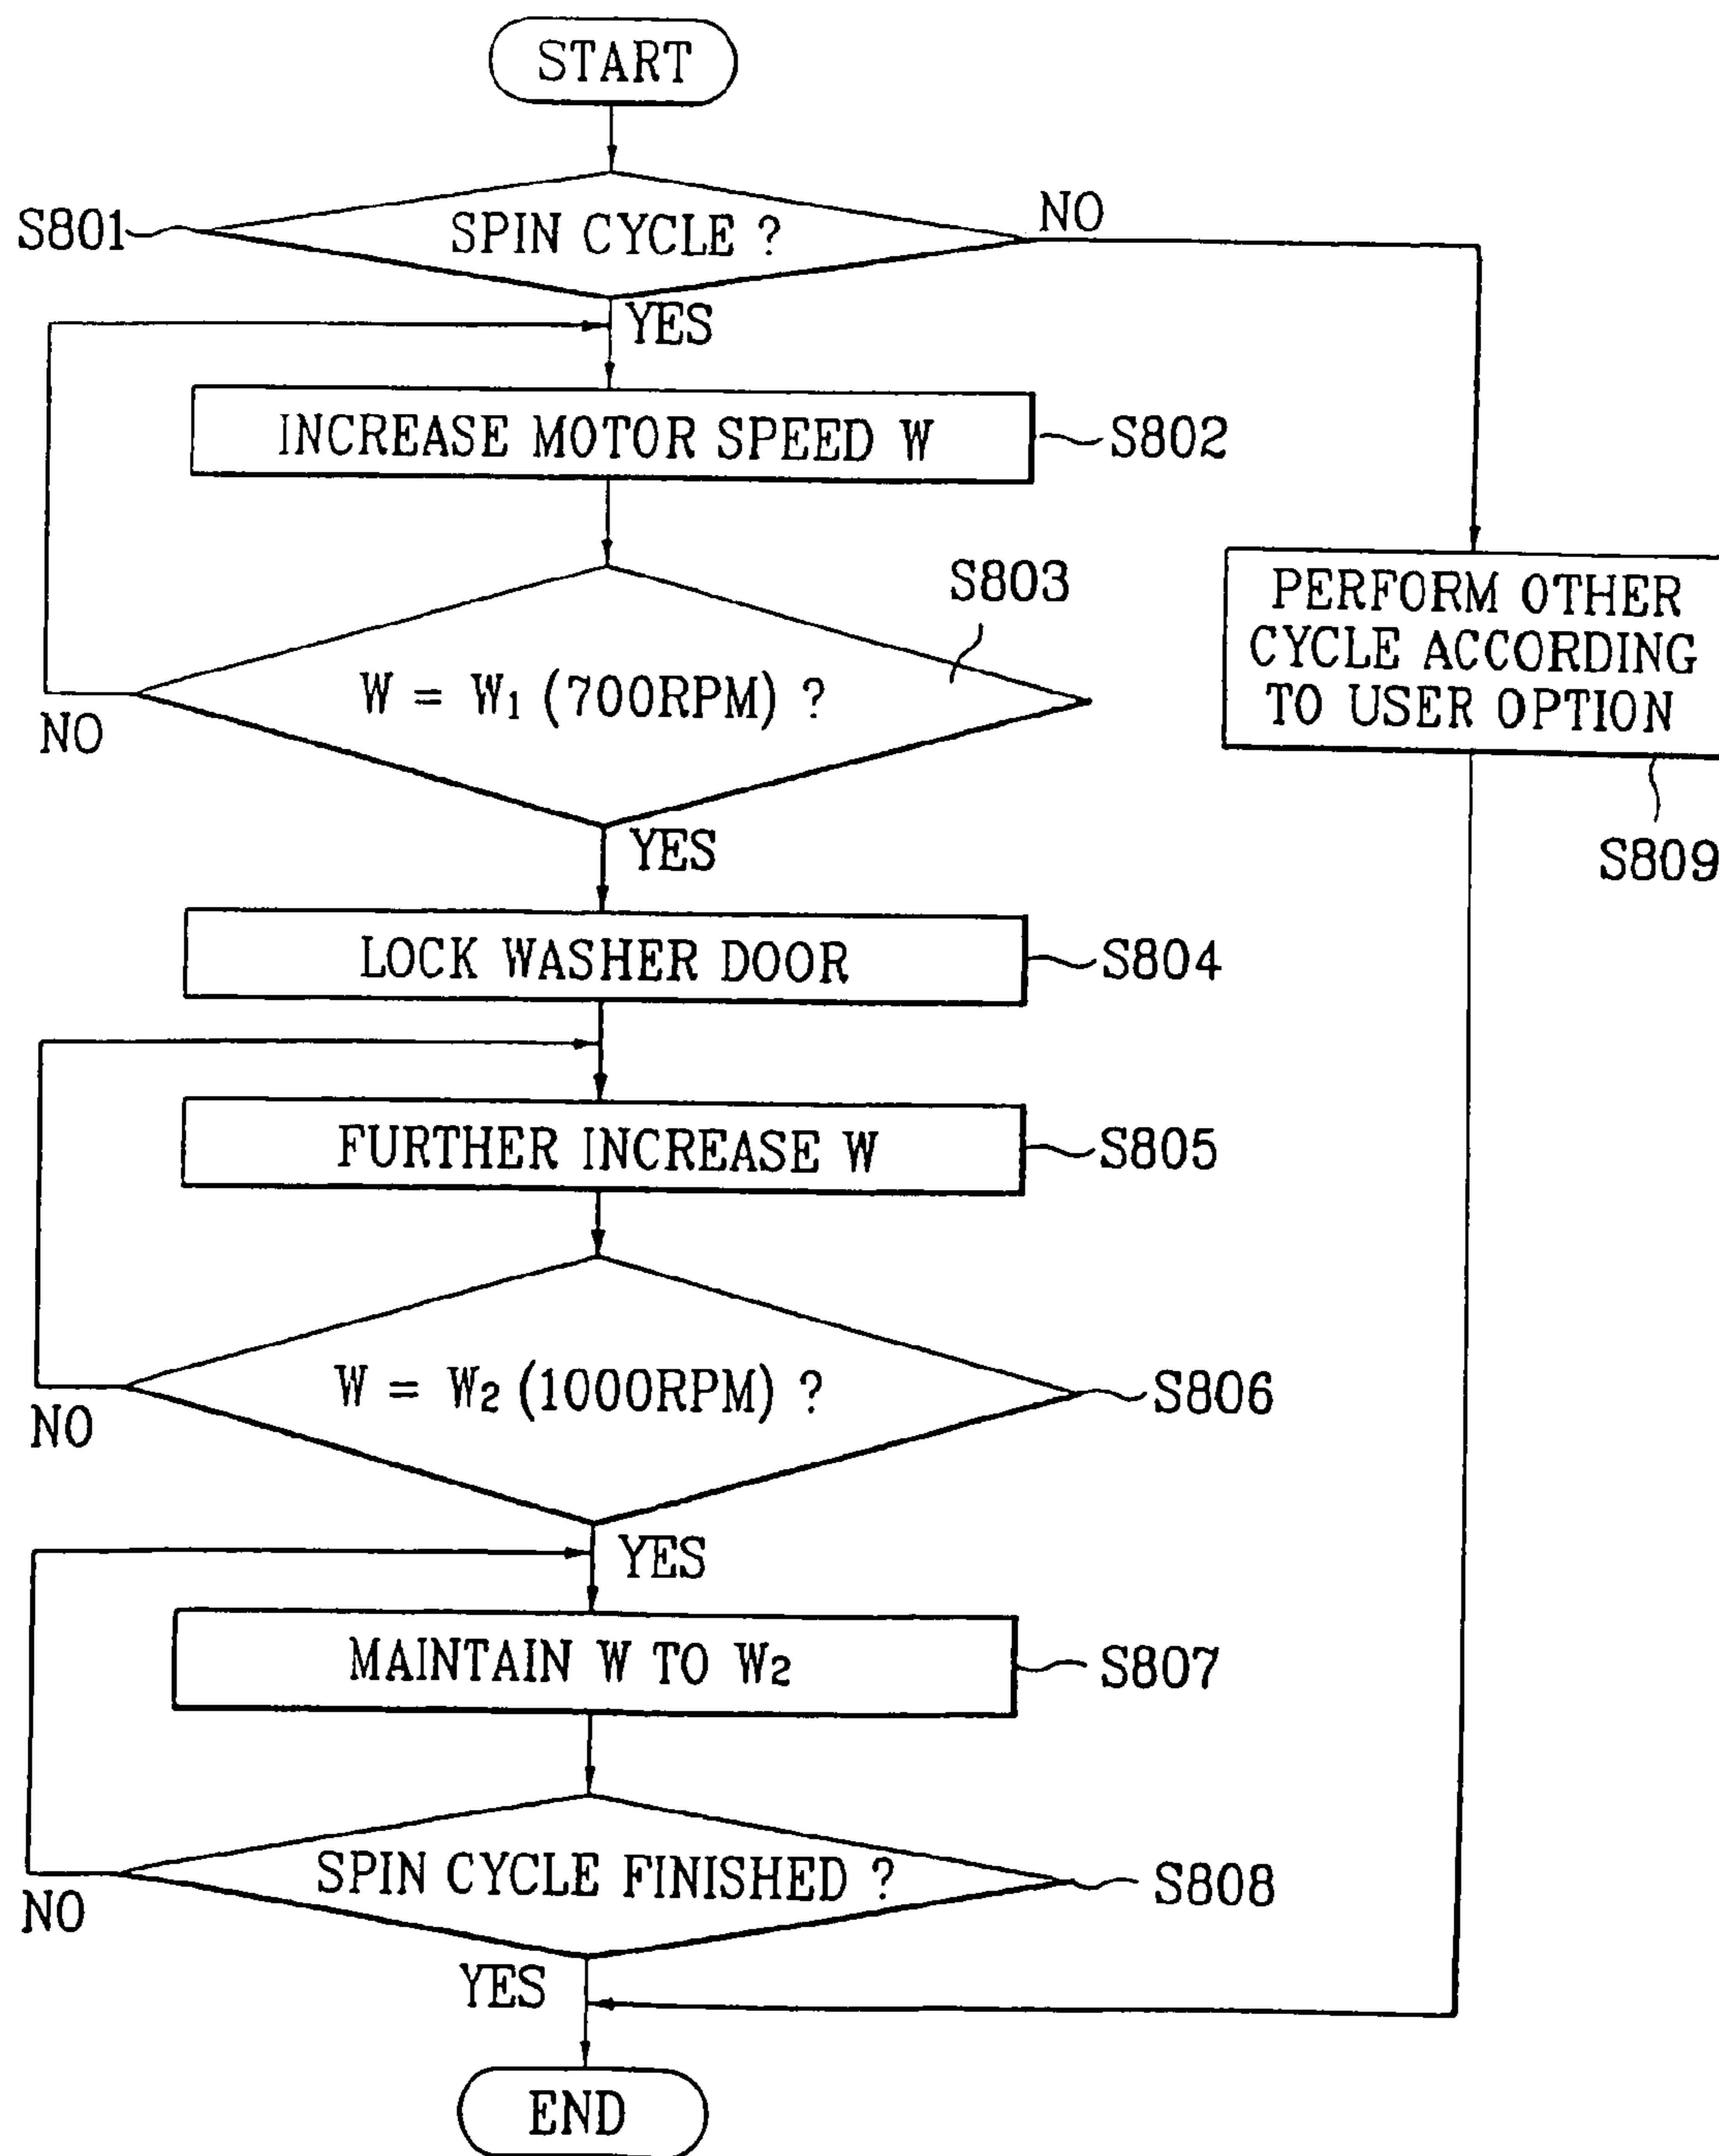 START
S801
SPIN CYCLE ?
NO
YES
INCREASE MOTOR SPEED W
S802
S803
W = W₁ (700RPM) ?
NO
YES
PERFORM OTHER
CYCLE ACCORDING
TO USER OPTION
S809
LOCK WASHER DOOR
S804
FURTHER INCREASE W
S805
W = W₂ (1000RPM) ?
S806
NO
YES
MAINTAIN W TO W₂
S807
SPIN CYCLE FINISHED ?
S808
NO
YES
END